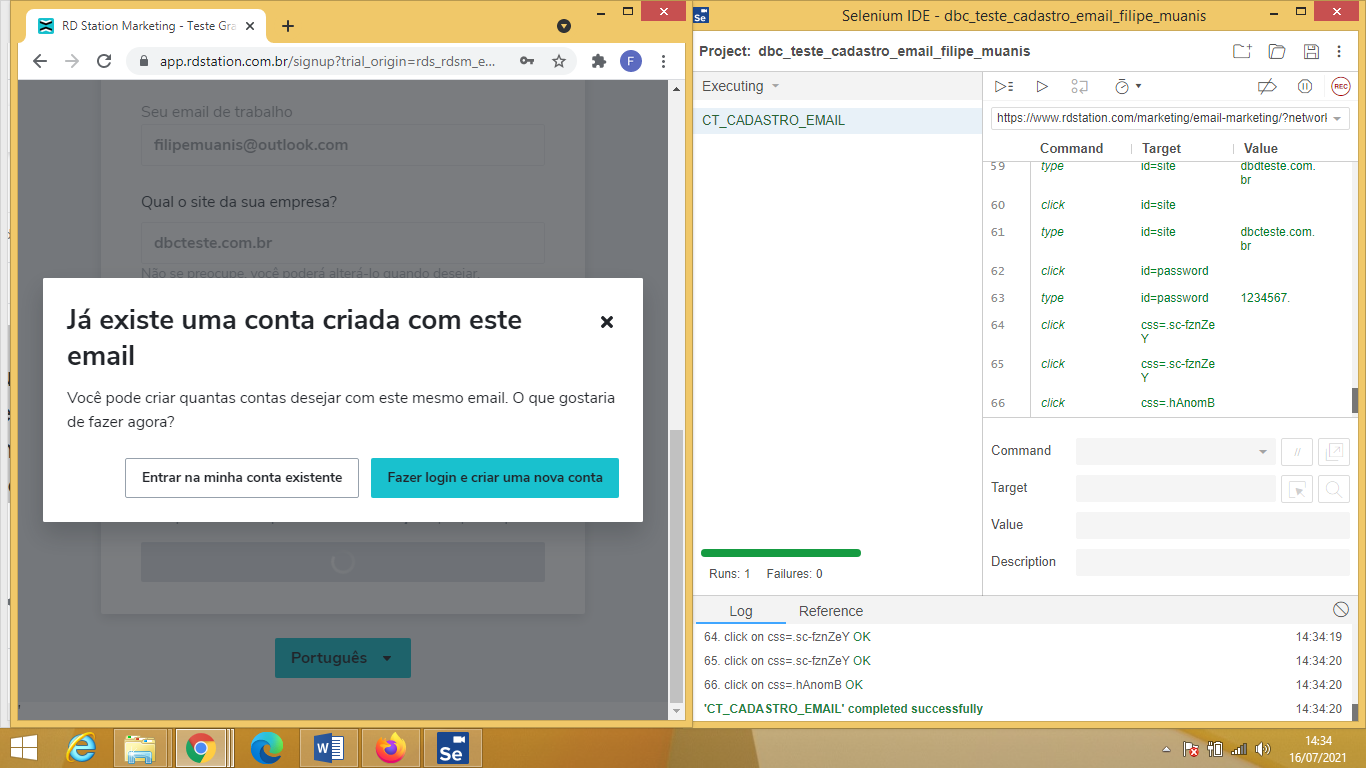 RD Station Marketing - Teste Gra
app.rdstation.com.br/signup?trial_origin=rds_rdsm_e...
F
Seu email de trabalho
filipemuanis@outlook.com
Qual o site da sua empresa?
dbcteste.com.br
Não se preocupe, você poderá alterá-lo quando desejar.
Já existe uma conta criada com este
email
Você pode criar quantas contas desejar com este mesmo email. O que gostaria
de fazer agora?
Entrar na minha conta existente
Fazer login e criar uma nova conta
Português
Selenium IDE - dbc_teste_cadastro_email_filipe_muanis
Project: dbc_teste_cadastro_email_filipe_muanis
Executing
CT_CADASTRO_EMAIL
REC
https://www.rdstation.com/marketing/email-marketing/?network
Command Target Value
59 type id=site dbdteste.com.
br
60 click id=site
61 type id=site dbcteste.com.
br
62 click id=password
63 type id=password 1234567.
64 click css=.sc-fznZe
Y
65 click css=.sc-fznZe
Y
66 click css=.hAnomB
Command
//
Target
Value
Description
Runs: 1 Failures: 0
Log Reference
64. click on css=.sc-fznZeY OK 14:34:19
65. click on css=.sc-fznZeY OK 14:34:20
66. click on css=.hAnomB OK 14:34:20
'CT_CADASTRO_EMAIL' completed successfully 14:34:20
Se
14:34
16/07/2021